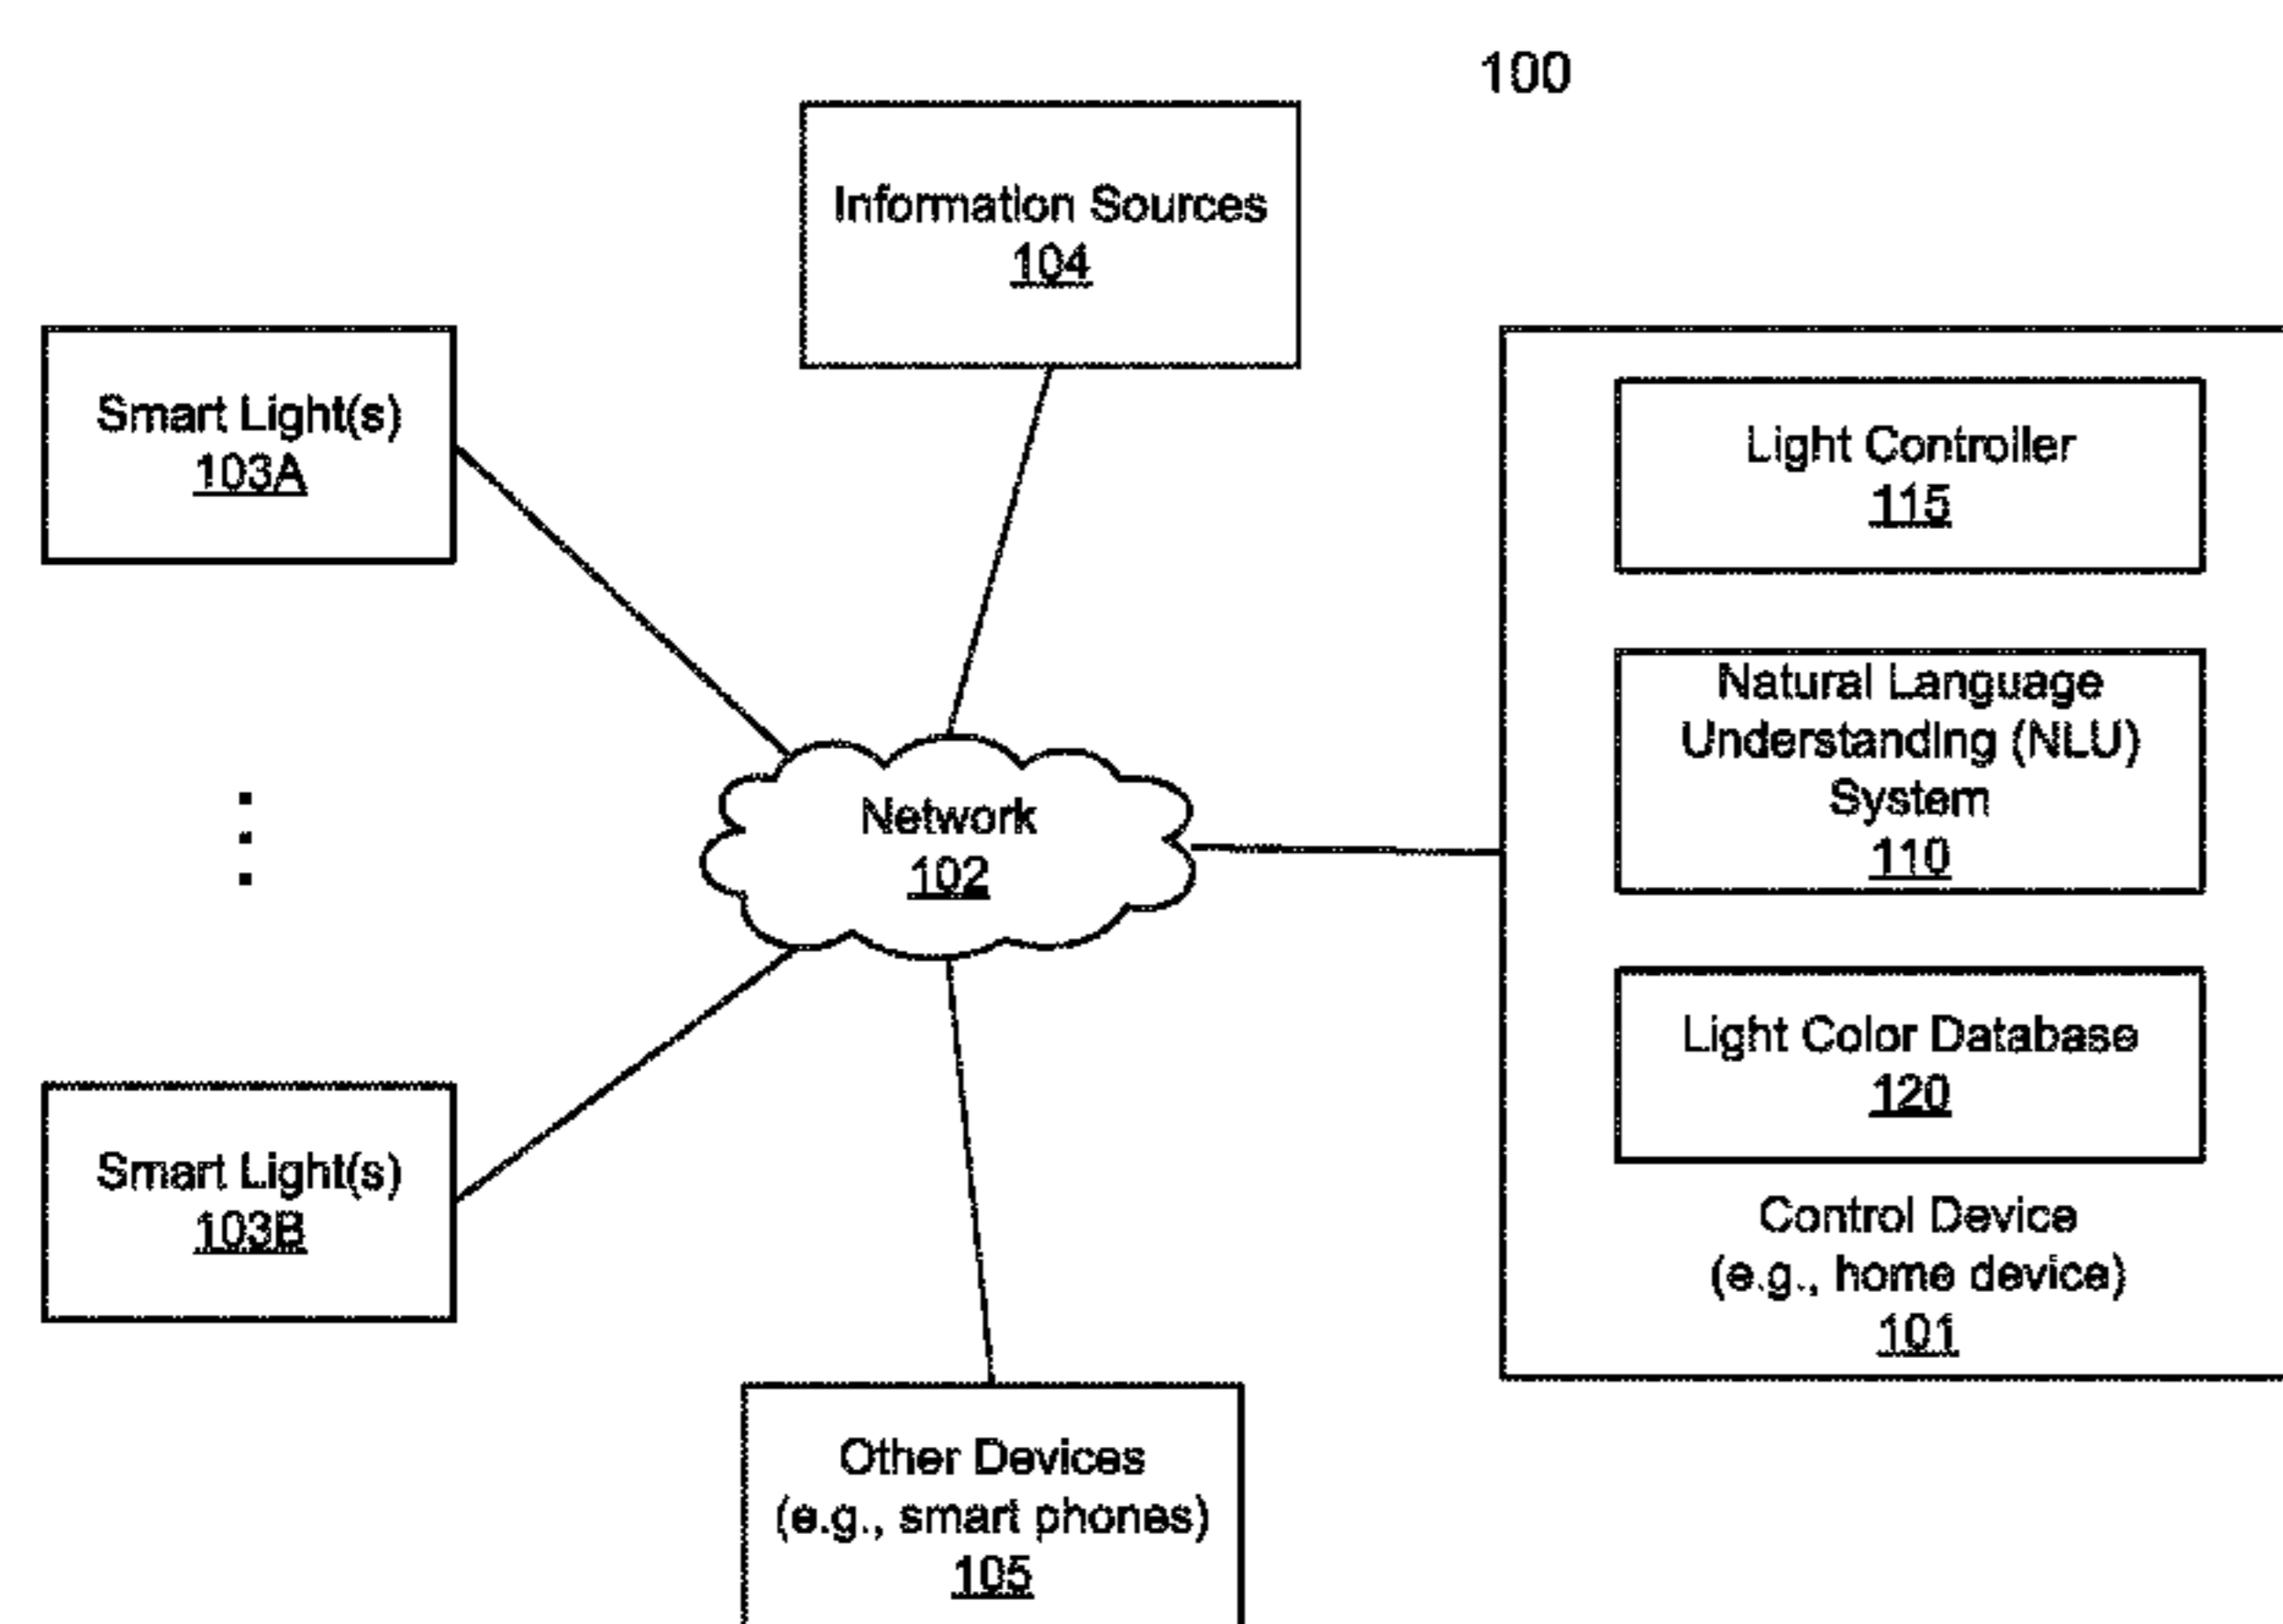 100
Information Sources
104
Smart Light(s)
103A
Light Controller
115
Natural Language
Understanding (NLU)
System
110
Network
102
Light Color Database
120
Smart Light(s)
103B
Control Device
(e.g., home device)
101
Other Devices
(e.g., smart phones)
105